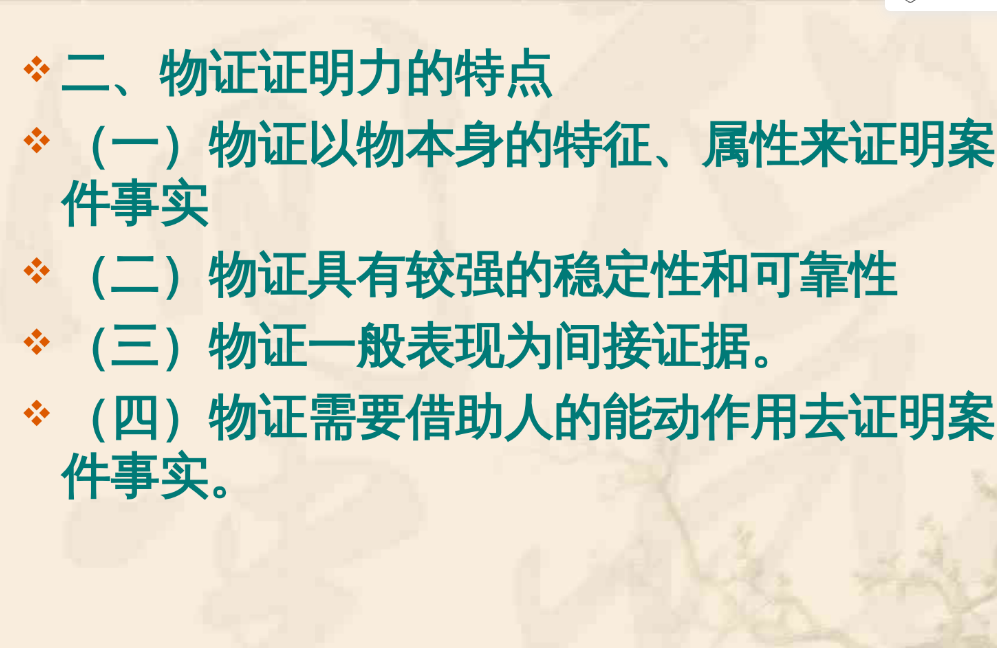 二、物证证明力的特点
（一）物证以物本身的特征、属性来证明案
件事实
（二）物证具有较强的稳定性和可靠性
（三）物证一般表现为间接证据。
（四）物证需要借助人的能动作用去证明案
件事实。